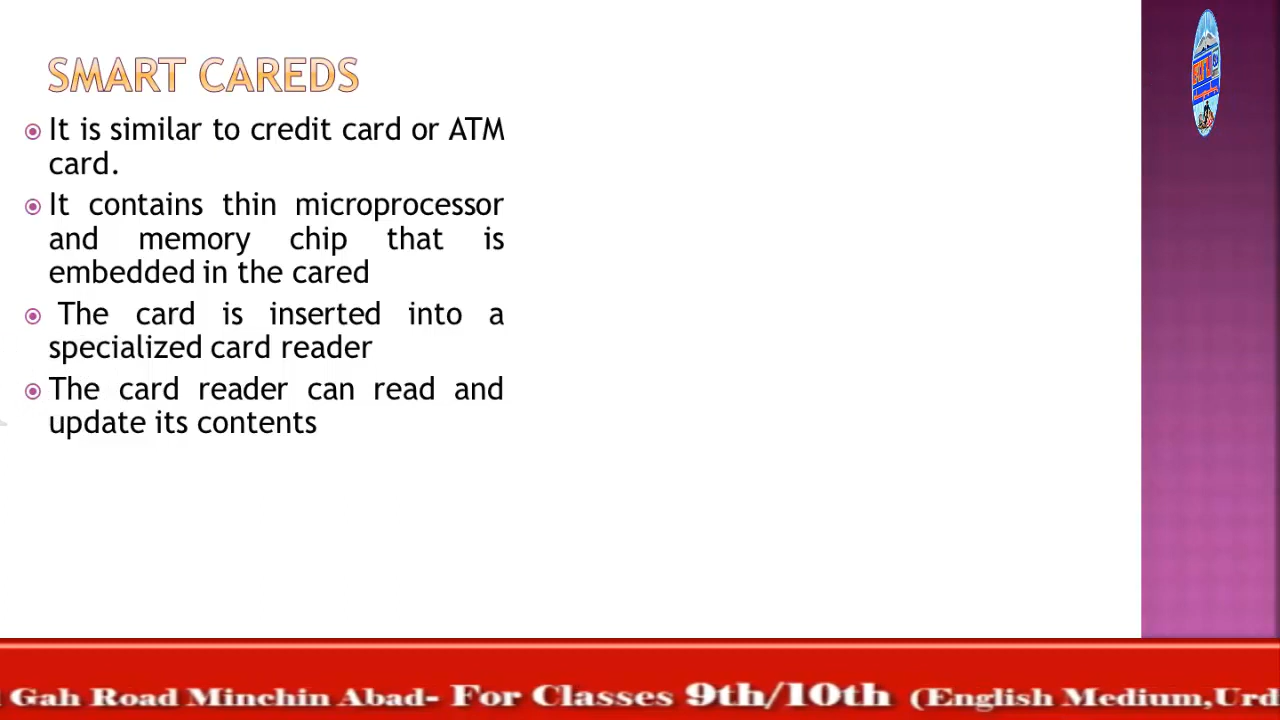 SMART CAREDS
It is similar to credit card or ATM
card.
It contains thin microprocessor
and memory chip that is
embedded in the cared
The card is inserted into a
specialized card reader
The card reader can read and
update its contents
Gah Road Minchin Abad- For Classes 9th/10th (English Medium,Urd